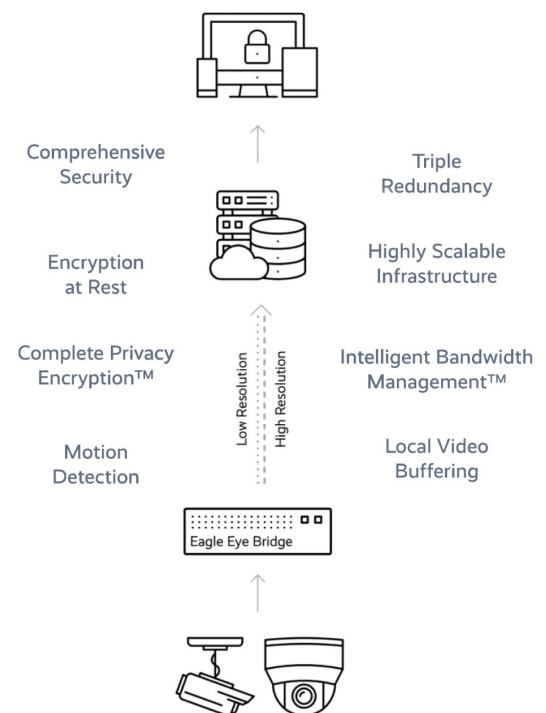 Comprehensive
Security
Triple
Redundancy
Encryption
at Rest
Highly Scalable
Infrastructure
Complete Privacy
Encryption™
Low Resolution
High Resolution
Intelligent Bandwidth
Management™
Motion
Detection
Local Video
Buffering
Eagle Eye Bridge